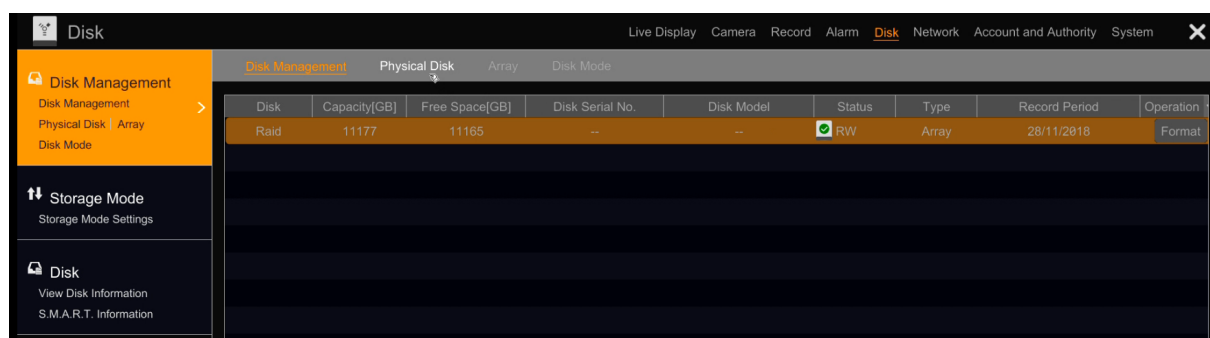 Disk
Live Display Camera Record Alarm Disk Network Account and Authority System
Disk Management
Disk Management
Physical Disk | Array
Disk Mode
Storage Mode
Storage Mode Settings
Disk
View Disk Information
S.M.A.R.T. Information
Disk Management Physical Disk Array Disk Mode
Disk Capacity[GB] Free Space[GB] Disk Serial No. Disk Model Status Type Record Period Operation
Raid 11177 11165 -- -- RW Array 28/11/2018 Format